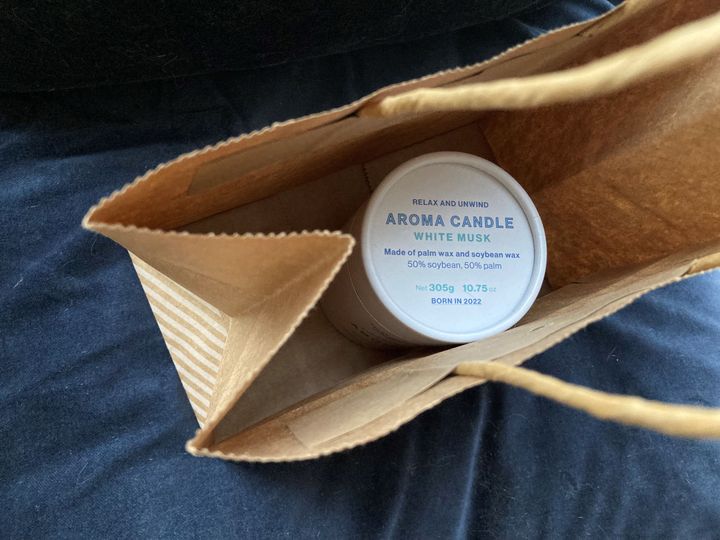 RELAX AND UNWIND
AROMA CANDLE
WHITE MUSK
Made of palm wax and soybean wax
50% soybean, 50% palm
Net 305g 10.75 oz
BORN IN 2022